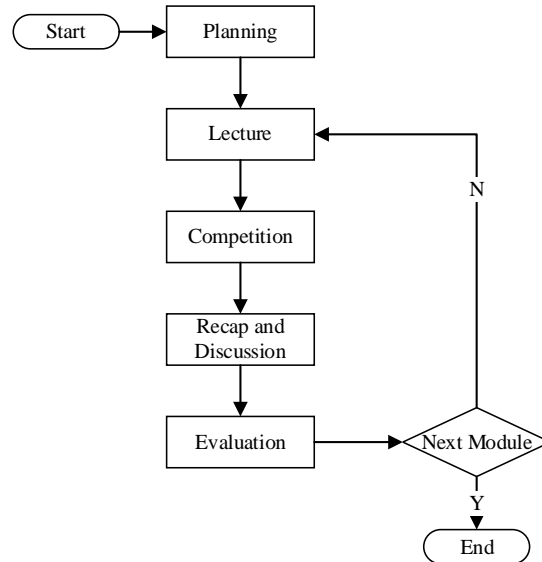 Start
Planning
Lecture
N
Competition
Recap and
Discussion
Evaluation
Next Module
Y
End